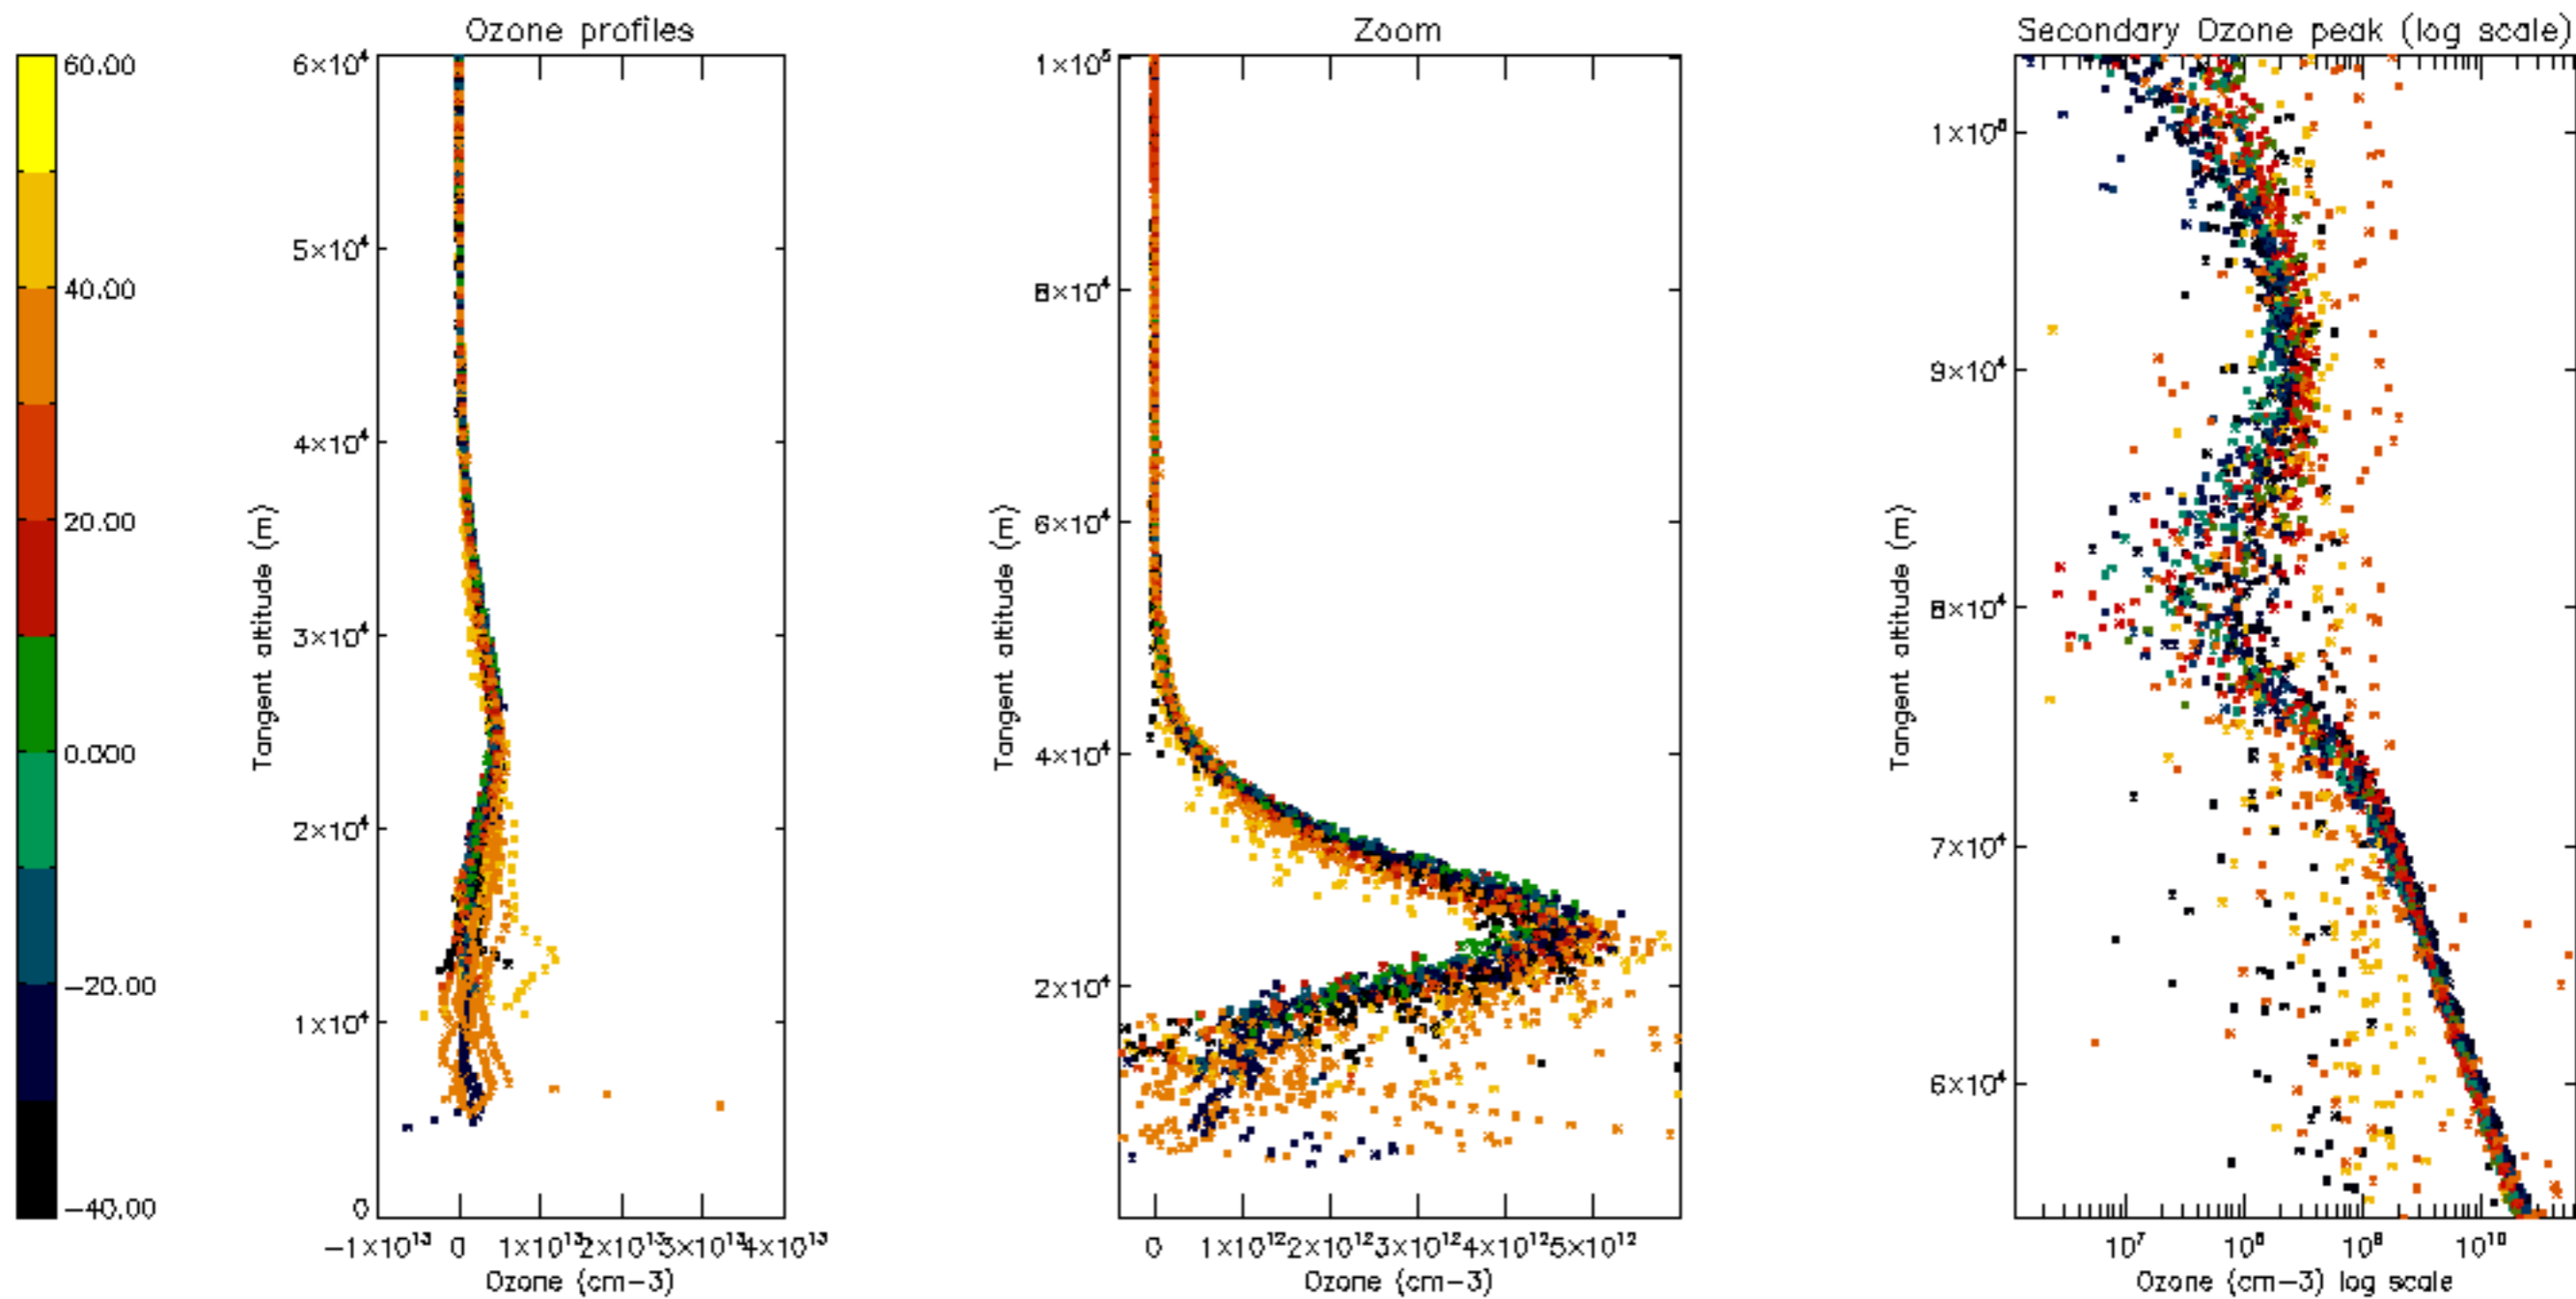 Ozone profiles
Zoom
Secondary Ozone peak (log scale)
60.00
40.00
20.00
0.000
−20.00
−40.00
6×10⁴
5×10⁴
4×10⁴
3×10⁴
2×10⁴
1×10⁴
0
Tangent altitude (m)
−1×10¹³ 0 1×10¹³ 2×10¹³ 3×10¹³ 4×10¹³
Ozone (cm−3)
1×10⁵
8×10⁴
6×10⁴
4×10⁴
2×10⁴
Tangent altitude (m)
0 1×10¹² 2×10¹² 3×10¹² 4×10¹² 5×10¹²
Ozone (cm−3)
9×10⁴
8×10⁴
7×10⁴
6×10⁴
Tangent altitude (m)
10⁷ 10⁸ 10⁹ 10¹⁰
Ozone (cm−3) log scale